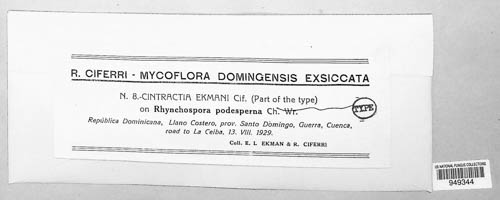 R. CIFERRI - MYCOFLORA DOMINGENSIS EXSICCATA
N. 8.-CINTRACTIA EKMANI Cif. (Part of the type)
on Rhynchospora podesperna Ch. Wr.
TYPE
República Dominicana, Llano Costero, prov. Santo Domingo, Guerra, Cuenca,
road to La Ceiba, 13. VIII. 1929.
Coll. E. L. EKMAN & R. CIFERRI
US NATIONAL FUNGUS COLLECTIONS
949344